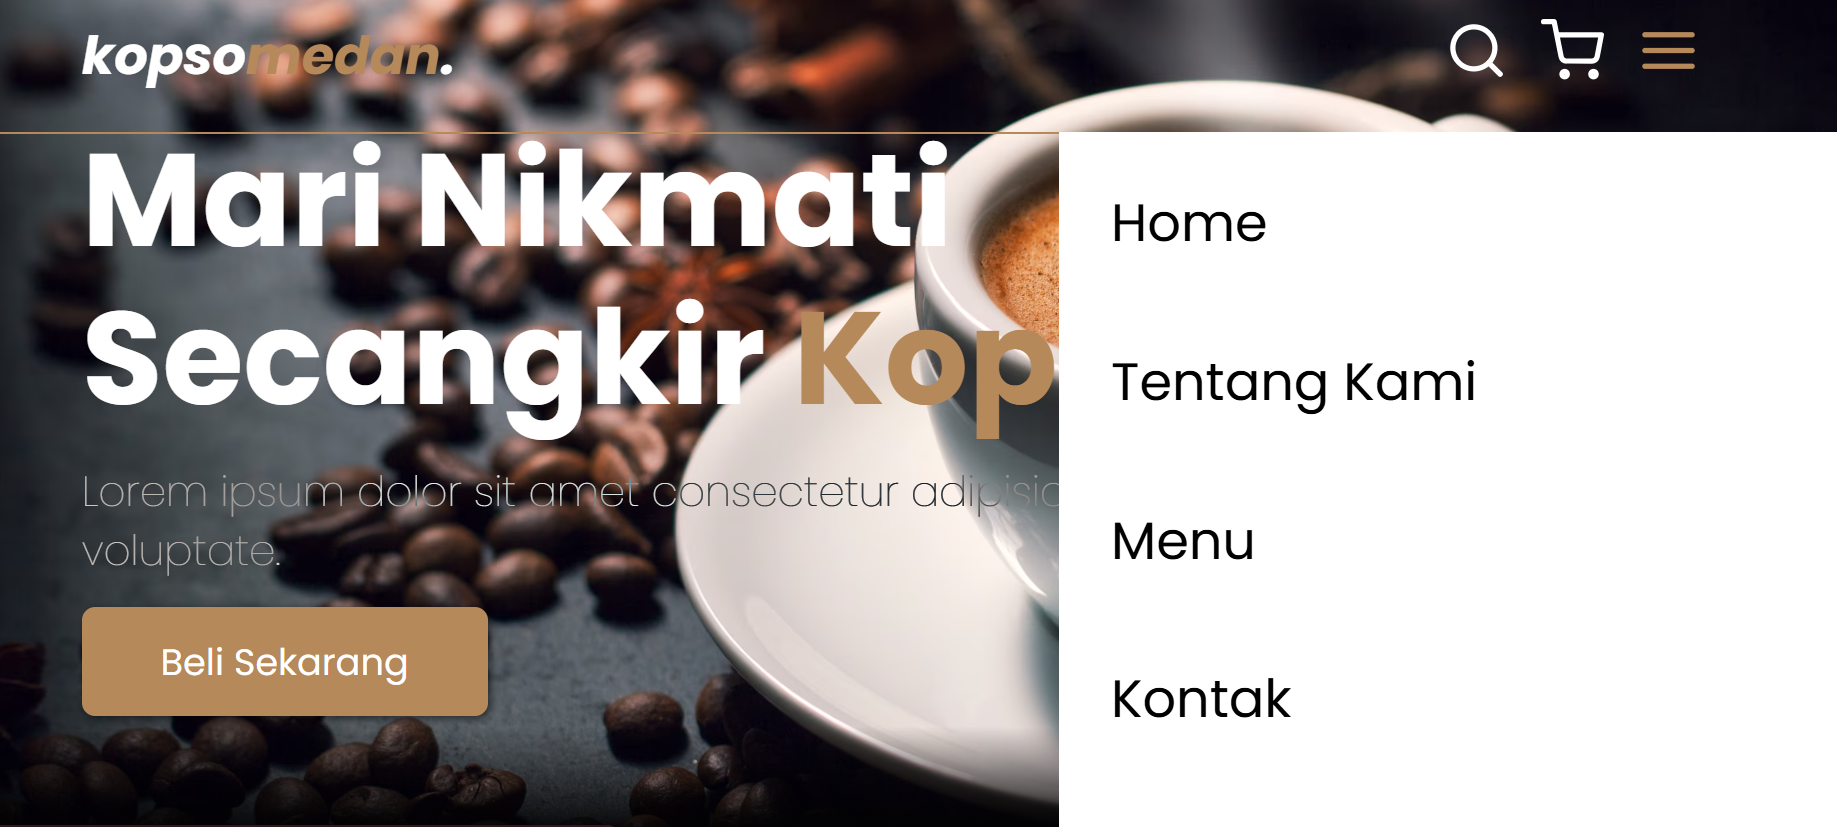 kopsomedan.
Mari Nikmati
Secangkir Kop
Lorem ipsum dolor sit amet consectetur adipisic
voluptate.
Beli Sekarang
Home
Tentang Kami
Menu
Kontak